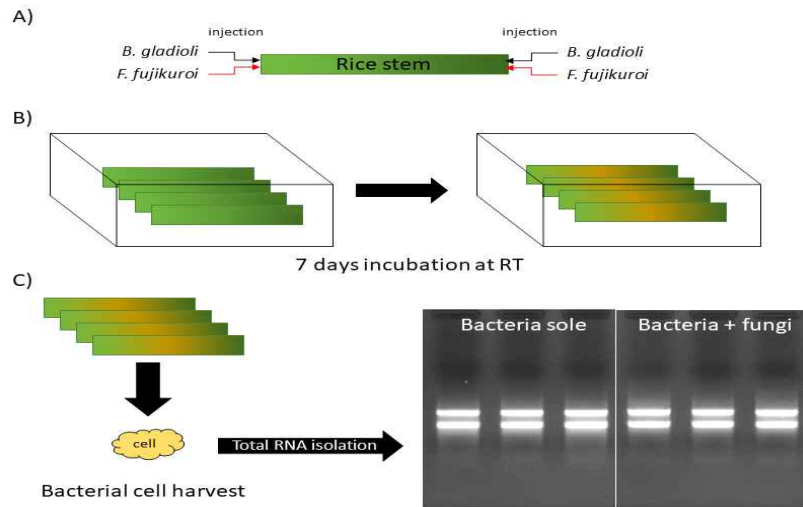 A)
injection
injection
B. gladioli
F. fujikuroi
Rice stem
B. gladioli
F. fujikuroi
B)
7 days incubation at RT
C)
Bacteria sole
Bacteria + fungi
cell
Total RNA isolation
Bacterial cell harvest